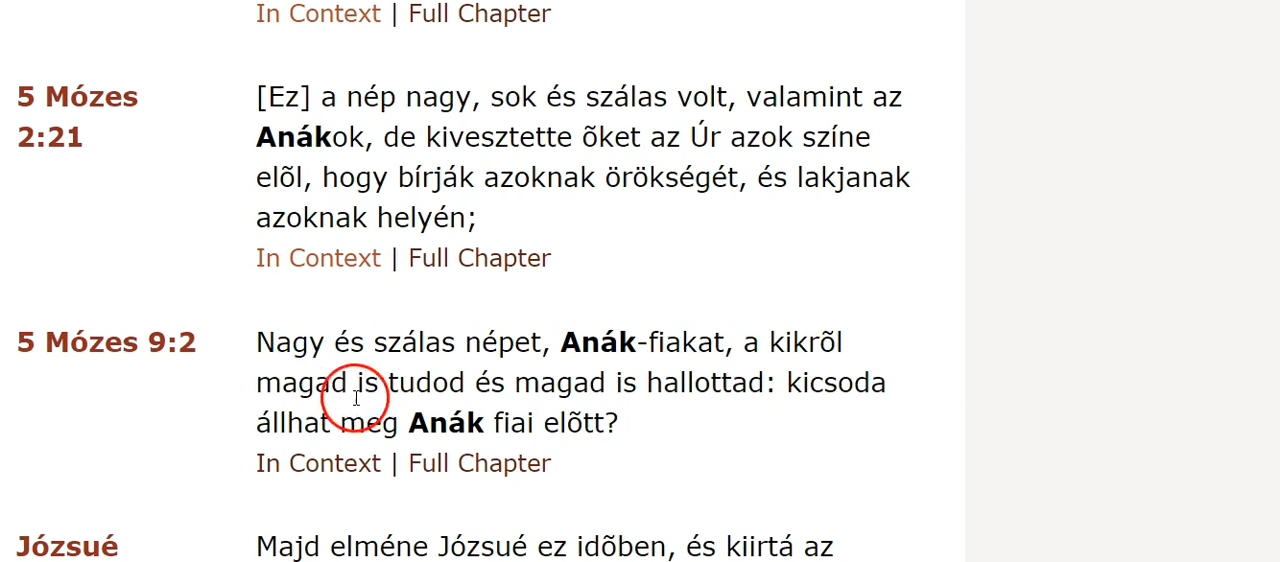 In Context | Full Chapter
5 Mózes
2:21
[Ez] a nép nagy, sok és szálas volt, valamint az
Anákok, de kivesztette õket az Úr azok színe
elõl, hogy bírják azoknak örökségét, és lakjanak
azoknak helyén;
In Context | Full Chapter
5 Mózes 9:2
Nagy és szálas népet, Anák-fiakat, a kikrõl
magad is tudod és magad is hallottad: kicsoda
állhat meg Anák fiai elõtt?
In Context | Full Chapter
Józsué
Majd elméne Józsué ez idõben, és kiirtá az